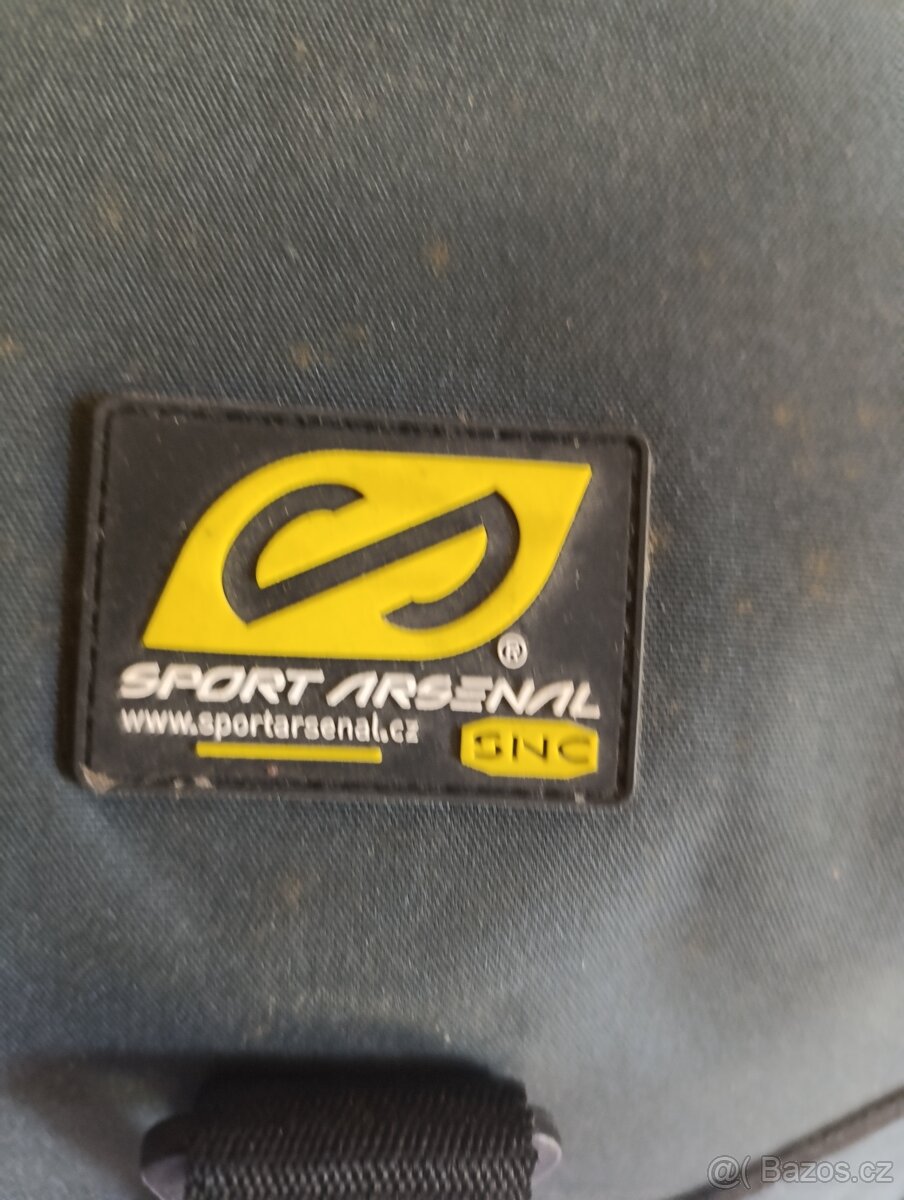 ®
SPORT ARSENAL
www.sportarsenal.cz
SNC
@( Bazos.cz